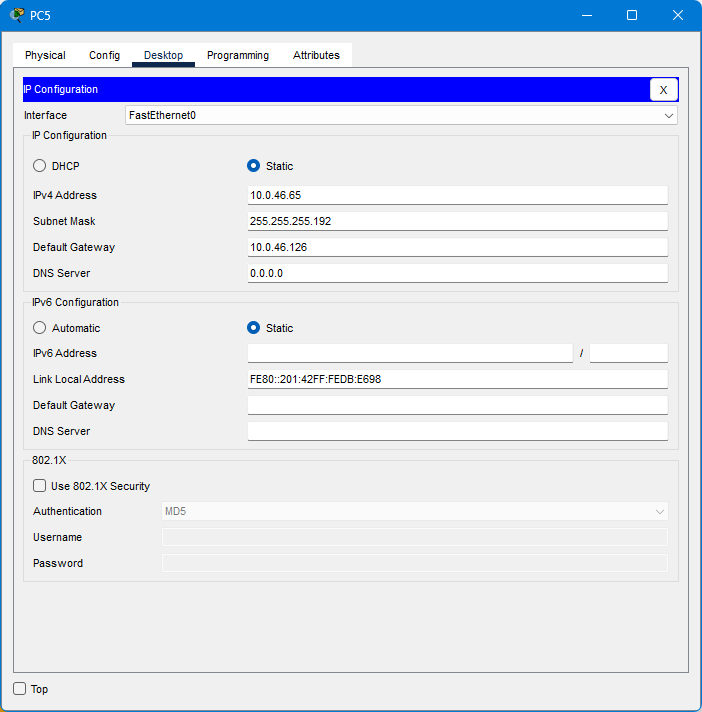 PC5
Physical Config Desktop Programming Attributes
IP Configuration X
Interface FastEthernet0
IP Configuration
DHCP Static
IPv4 Address 10.0.46.65
Subnet Mask 255.255.255.192
Default Gateway 10.0.46.126
DNS Server 0.0.0.0
IPv6 Configuration
Automatic Static
IPv6 Address /
Link Local Address FE80::201:42FF:FEDB:E698
Default Gateway
DNS Server
802.1X
Use 802.1X Security
Authentication MD5
Username
Password
Top